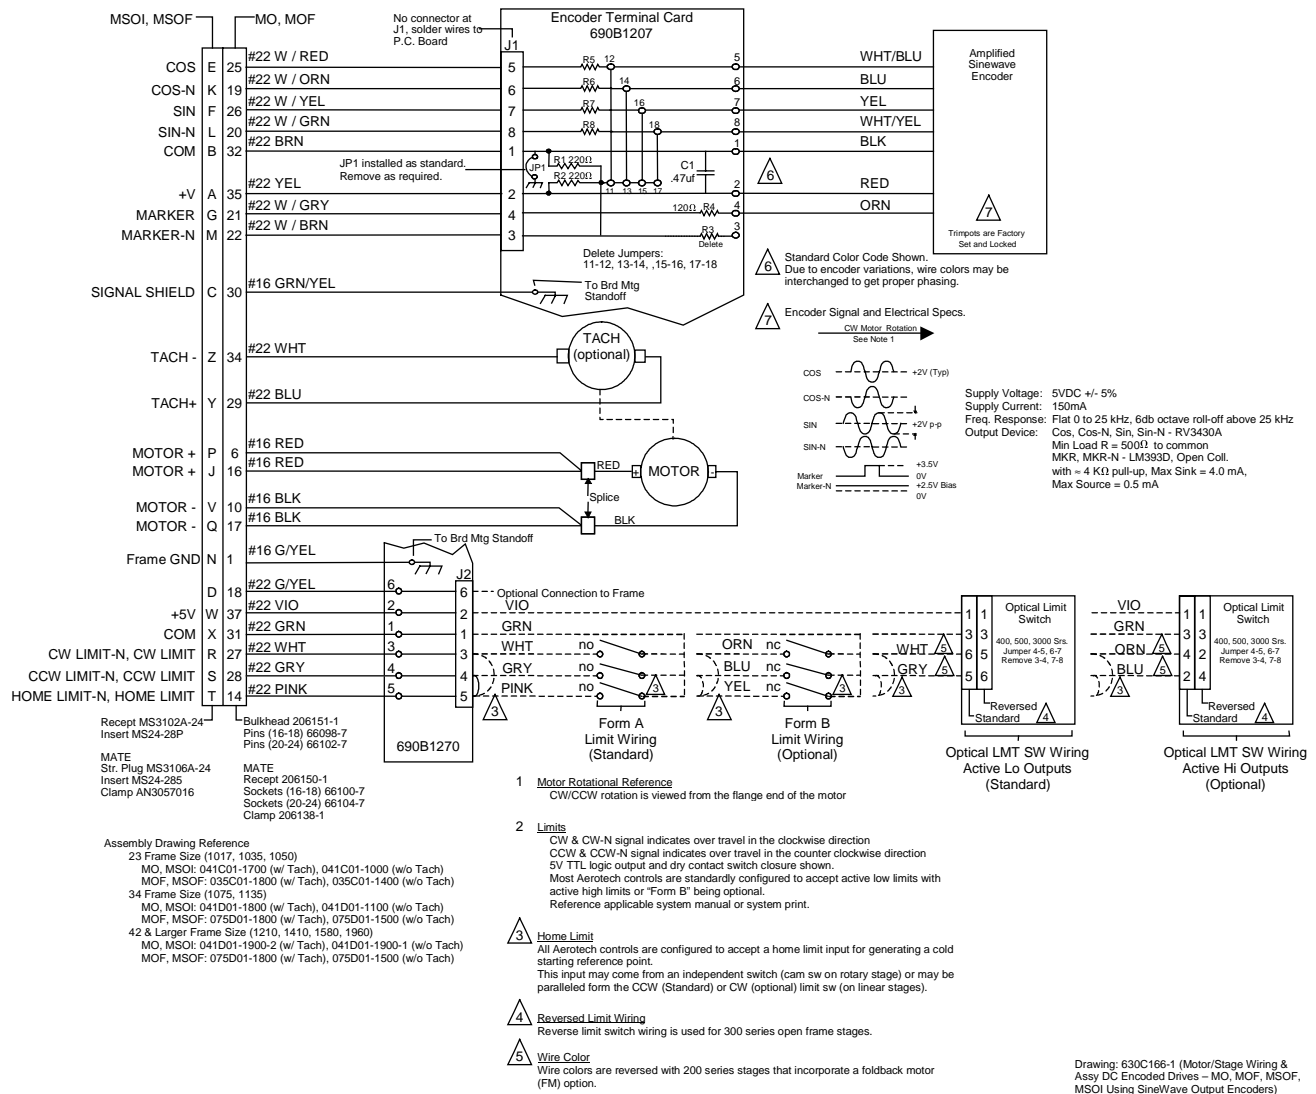 MSOI, MSOF
MO, MOF
No connector at
J1, solder wires to
P.C. Board
Encoder Terminal Card
690B1207
J1
COS E 25 #22 W / RED 5 R5 12 5 WHT/BLU
COS-N K 19 #22 W / ORN 6 R6 14 6 BLU
SIN F 26 #22 W / YEL 7 R7 16 7 YEL
SIN-N L 20 #22 W / GRN 8 R8 18 8 WHT/YEL
COM B 32 #22 BRN 1 1 BLK
JP1 installed as standard.
Remove as required.
JP1
R1 220Ω
R2 220Ω
11 13 15 17
C1
.47uf
+V A 35 #22 YEL 2 2 RED
MARKER G 21 #22 W / GRY 4 120Ω R4 4 ORN
MARKER-N M 22 #22 W / BRN 3 R3 3
Delete
Delete Jumpers:
11-12, 13-14, ,15-16, 17-18
Amplified
Sinewave
Encoder
7
Trimpots are Factory
Set and Locked
6
6 Standard Color Code Shown.
Due to encoder variations, wire colors may be
interchanged to get proper phasing.
SIGNAL SHIELD C 30 #16 GRN/YEL
To Brd Mtg
Standoff
7 Encoder Signal and Electrical Specs.
CW Motor Rotation
See Note 1
COS +2V (Typ)
COS-N
SIN +2V p-p
SIN-N
Marker +3.5V
0V
Marker-N +2.5V Bias
0V
Supply Voltage: 5VDC +/- 5%
Supply Current: 150mA
Freq. Response: Flat 0 to 25 kHz, 6db octave roll-off above 25 kHz
Output Device: Cos, Cos-N, Sin, Sin-N - RV3430A
Min Load R = 500Ω to common
MKR, MKR-N - LM393D, Open Coll.
with ≈ 4 KΩ pull-up, Max Sink = 4.0 mA,
Max Source = 0.5 mA
TACH - Z 34 #22 WHT
TACH
(optional)
TACH+ Y 29 #22 BLU
MOTOR + P 6 #16 RED
MOTOR + J 16 #16 RED
RED + MOTOR -
MOTOR - V 10 #16 BLK
Splice
MOTOR - Q 17 #16 BLK
BLK
Frame GND N 1 #16 G/YEL
To Brd Mtg Standoff
J2
D 18 #22 G/YEL 6 6 Optional Connection to Frame
+5V W 37 #22 VIO 2 2 VIO
COM X 31 #22 GRN 1 1 GRN
CW LIMIT-N, CW LIMIT R 27 #22 WHT 3 3 WHT no
CCW LIMIT-N, CCW LIMIT S 28 #22 GRY 4 4 GRY
HOME LIMIT-N, HOME LIMIT T 14 #22 PINK 5 5 PINK no
3
3
ORN nc
BLU
YEL nc
3
3
WHT 5
GRY 5
3
1 1
3 3
6 5
5 6
Optical Limit
Switch
400, 500, 3000 Srs.
Jumper 4-5, 6-7
Remove 3-4, 7-8
Reversed
Standard 4
VIO
GRN
ORN 5
BLU 5
3
1 1
3 3
4 2
2 4
Optical Limit
Switch
400, 500, 3000 Srs.
Jumper 4-5, 6-7
Remove 3-4, 7-8
Reversed
Standard 4
Recept MS3102A-24
Insert MS24-28P
MATE
Str. Plug MS3106A-24
Insert MS24-285
Clamp AN3057016
Bulkhead 206151-1
Pins (16-18) 66098-7
Pins (20-24) 66102-7
MATE
Recept 206150-1
Sockets (16-18) 66100-7
Sockets (20-24) 66104-7
Clamp 206138-1
690B1270
Form A
Limit Wiring
(Standard)
Form B
Limit Wiring
(Optional)
Optical LMT SW Wiring
Active Lo Outputs
(Standard)
Optical LMT SW Wiring
Active Hi Outputs
(Optional)
Assembly Drawing Reference
23 Frame Size (1017, 1035, 1050)
MO, MSOI: 041C01-1700 (w/ Tach), 041C01-1000 (w/o Tach)
MOF, MSOF: 035C01-1800 (w/ Tach), 035C01-1400 (w/o Tach)
34 Frame Size (1075, 1135)
MO, MSOI: 041D01-1800 (w/ Tach), 041D01-1100 (w/o Tach)
MOF, MSOF: 075D01-1800 (w/ Tach), 075D01-1500 (w/o Tach)
42 & Larger Frame Size (1210, 1410, 1580, 1960)
MO, MSOI: 041D01-1900-2 (w/ Tach), 041D01-1900-1 (w/o Tach)
MOF, MSOF: 075D01-1800 (w/ Tach), 075D01-1500 (w/o Tach)
1 Motor Rotational Reference
CW/CCW rotation is viewed from the flange end of the motor
2 Limits
CW & CW-N signal indicates over travel in the clockwise direction
CCW & CCW-N signal indicates over travel in the counter clockwise direction
5V TTL logic output and dry contact switch closure shown.
Most Aerotech controls are standardly configured to accept active low limits with
active high limits or “Form B” being optional.
Reference applicable system manual or system print.
3 Home Limit
All Aerotech controls are configured to accept a home limit input for generating a cold
starting reference point.
This input may come from an independent switch (cam sw on rotary stage) or may be
paralleled form the CCW (Standard) or CW (optional) limit sw (on linear stages).
4 Reversed Limit Wiring
Reverse limit switch wiring is used for 300 series open frame stages.
5 Wire Color
Wire colors are reversed with 200 series stages that incorporate a foldback motor
(FM) option.
Drawing: 630C166-1 (Motor/Stage Wiring &
Assy DC Encoded Drives – MO, MOF, MSOF,
MSOI Using SineWave Output Encoders)